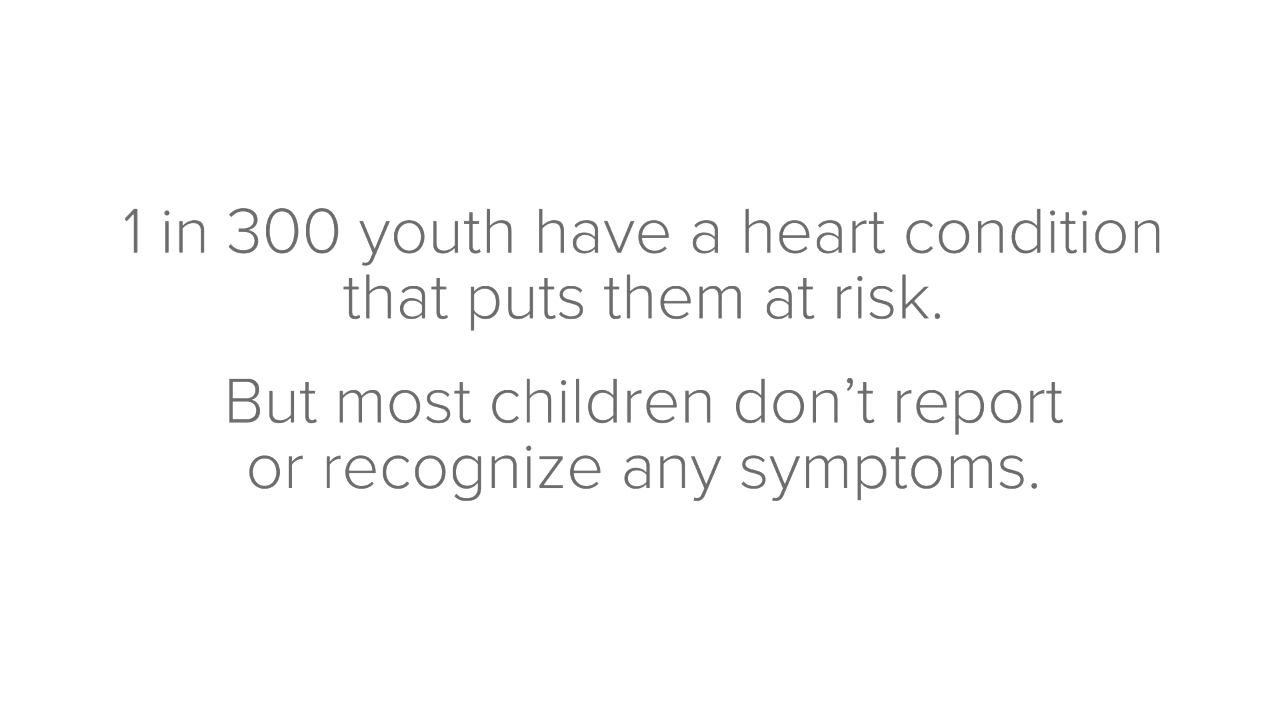 1 in 300 youth have a heart condition
that puts them at risk.
But most children don’t report
or recognize any symptoms.